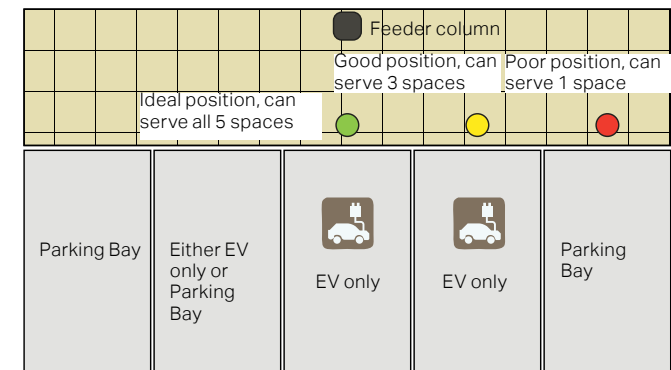 Feeder column
Good position, can
serve 3 spaces
Poor position, can
serve 1 space
Ideal position, can
serve all 5 spaces
Parking Bay
Either EV
only or
Parking
Bay
EV only
EV only
Parking
Bay